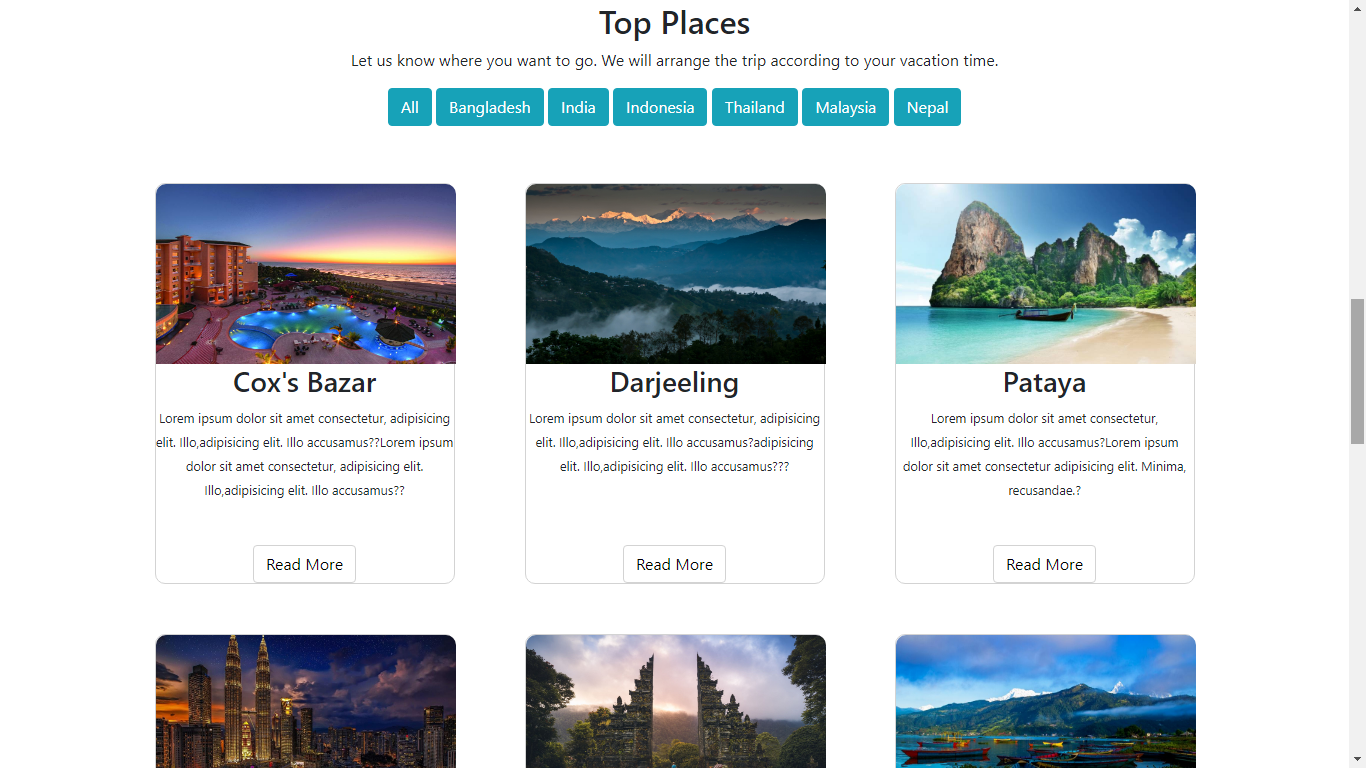 Top Places
Let us know where you want to go. We will arrange the trip according to your vacation time.
All Bangladesh India Indonesia Thailand Malaysia Nepal
Cox's Bazar
Lorem ipsum dolor sit amet consectetur, adipisicing
elit. Illo,adipisicing elit. Illo accusamus??Lorem ipsum
dolor sit amet consectetur, adipisicing elit.
Illo,adipisicing elit. Illo accusamus??
Read More
Darjeeling
Lorem ipsum dolor sit amet consectetur, adipisicing
elit. Illo,adipisicing elit. Illo accusamus?adipisicing
elit. Illo,adipisicing elit. Illo accusamus???
Read More
Pataya
Lorem ipsum dolor sit amet consectetur,
Illo,adipisicing elit. Illo accusamus?Lorem ipsum
dolor sit amet consectetur adipisicing elit. Minima,
recusandae.?
Read More